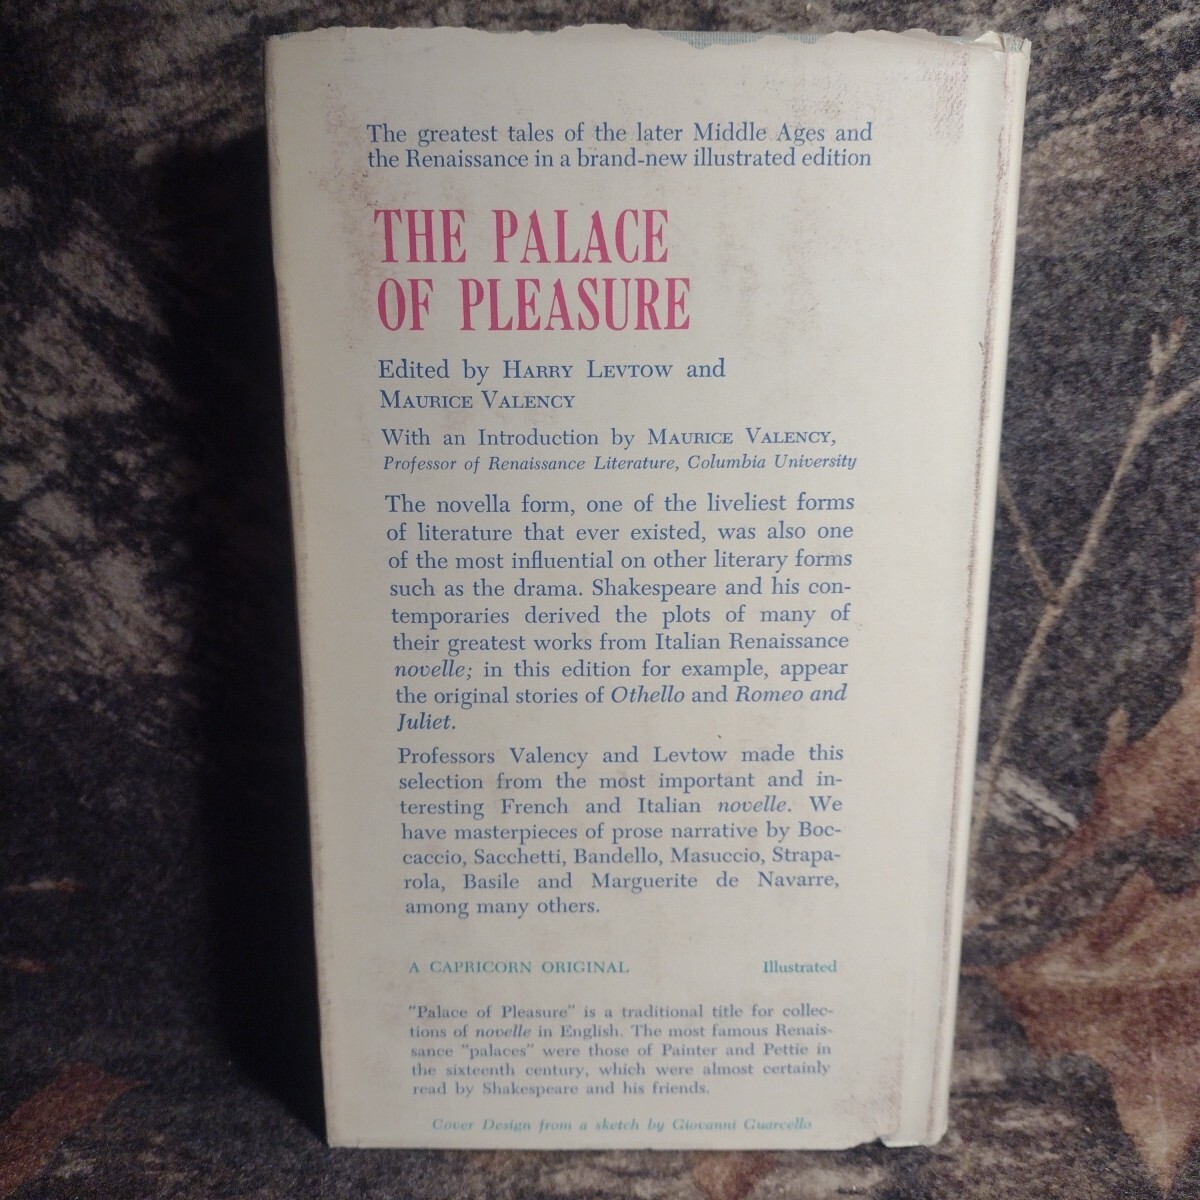 The greatest tales of the later Middle Ages and
the Renaissance in a brand-new illustrated edition
THE PALACE
OF PLEASURE
Edited by HARRY LEVTOW and
MAURICE VALENCY
With an Introduction by MAURICE VALENCY,
Professor of Renaissance Literature, Columbia University
The novella form, one of the liveliest forms
of literature that ever existed, was also one
of the most influential on other literary forms
such as the drama. Shakespeare and his con-
temporaries derived the plots of many of
their greatest works from Italian Renaissance
novelle; in this edition for example, appear
the original stories of Othello and Romeo and
Juliet.
Professors Valency and Levtow made this
selection from the most important and in-
teresting French and Italian novelle. We
have masterpieces of prose narrative by Boc-
caccio, Sacchetti, Bandello, Masuccio, Strapa-
rola, Basile and Marguerite de Navarre,
among many others.
A CAPRICORN ORIGINAL Illustrated
"Palace of Pleasure" is a traditional title for collec-
tions of novelle in English. The most famous Renais-
sance "palaces" were those of Painter and Pettie in
the sixteenth century, which were almost certainly
read by Shakespeare and his friends.
Cover Design from a sketch by Giovanni Guarcello